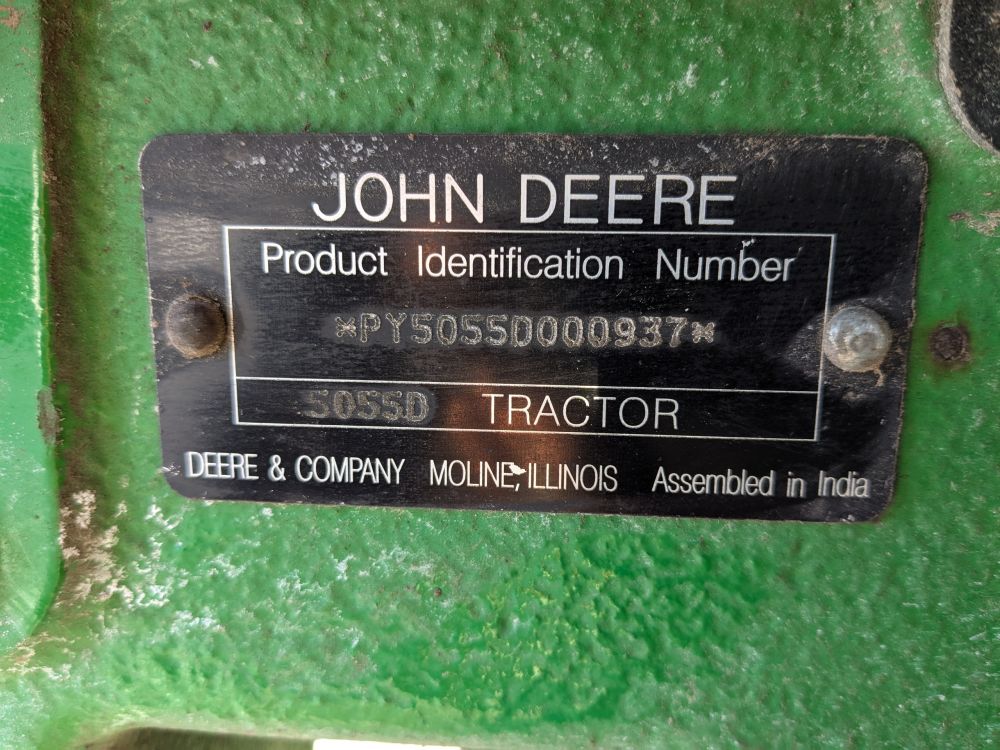 JOHN DEERE
Product Identification Number
*PY5055D000937*
5055D TRACTOR
DEERE & COMPANY MOLINE, ILLINOIS Assembled in India